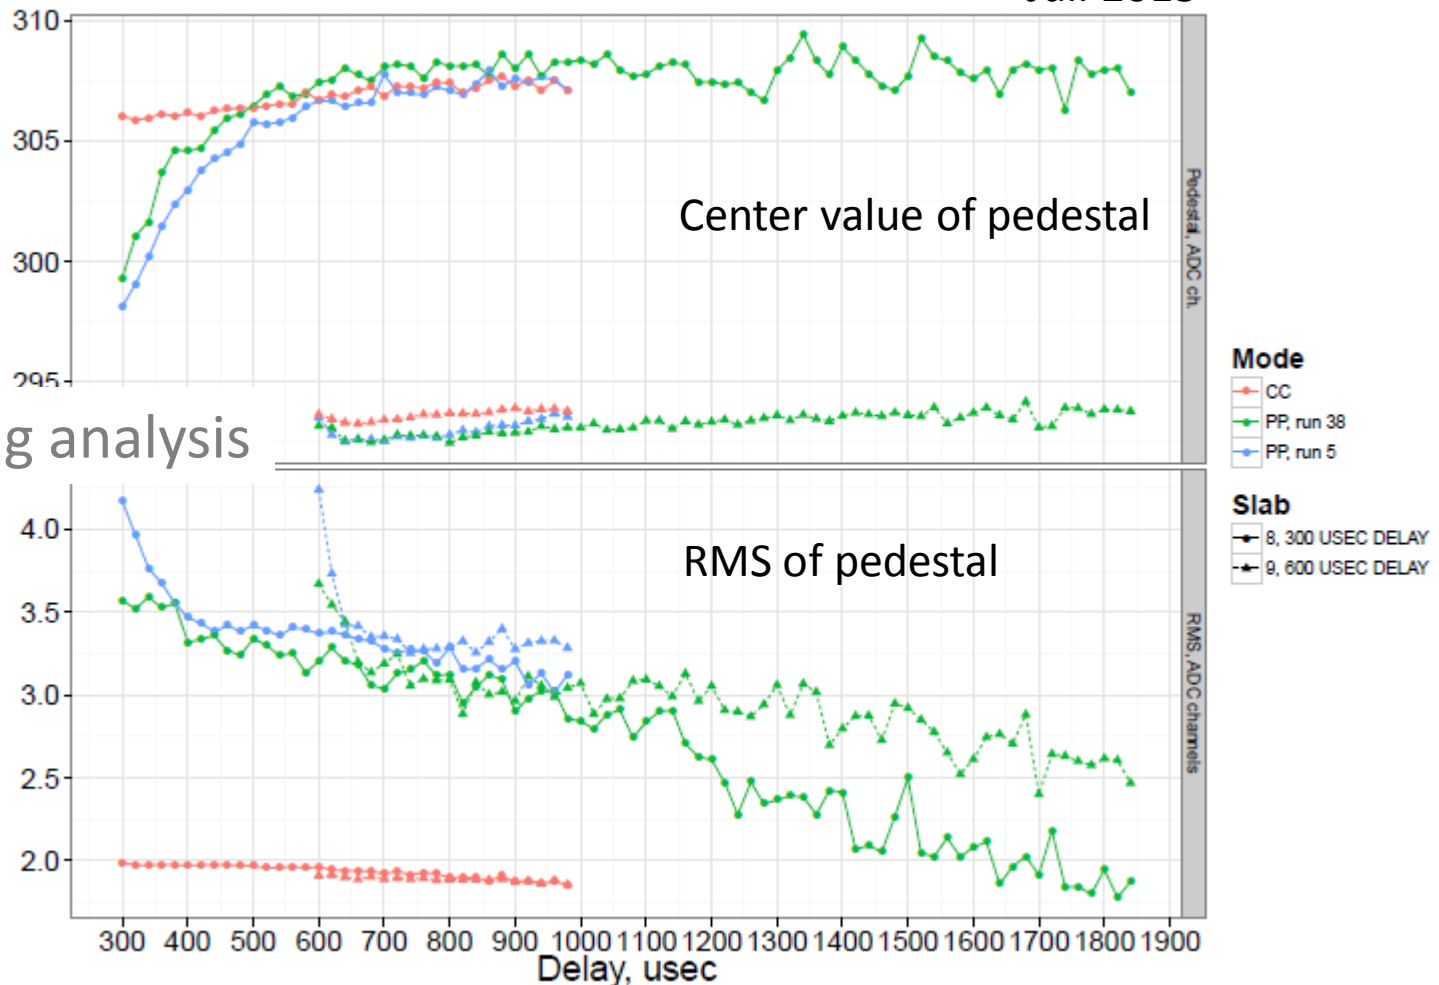 310
305
300
295
Center value of pedestal
Pedestal, ADC ch.
g analysis
4.0
3.5
3.0
2.5
2.0
RMS of pedestal
RMS, ADC channels
300 400 500 600 700 800 900 1000 1100 1200 1300 1400 1500 1600 1700 1800 1900
Delay, usec
Mode
CC
PP, run 38
PP, run 5
Slab
8, 300 USEC DELAY
9, 600 USEC DELAY